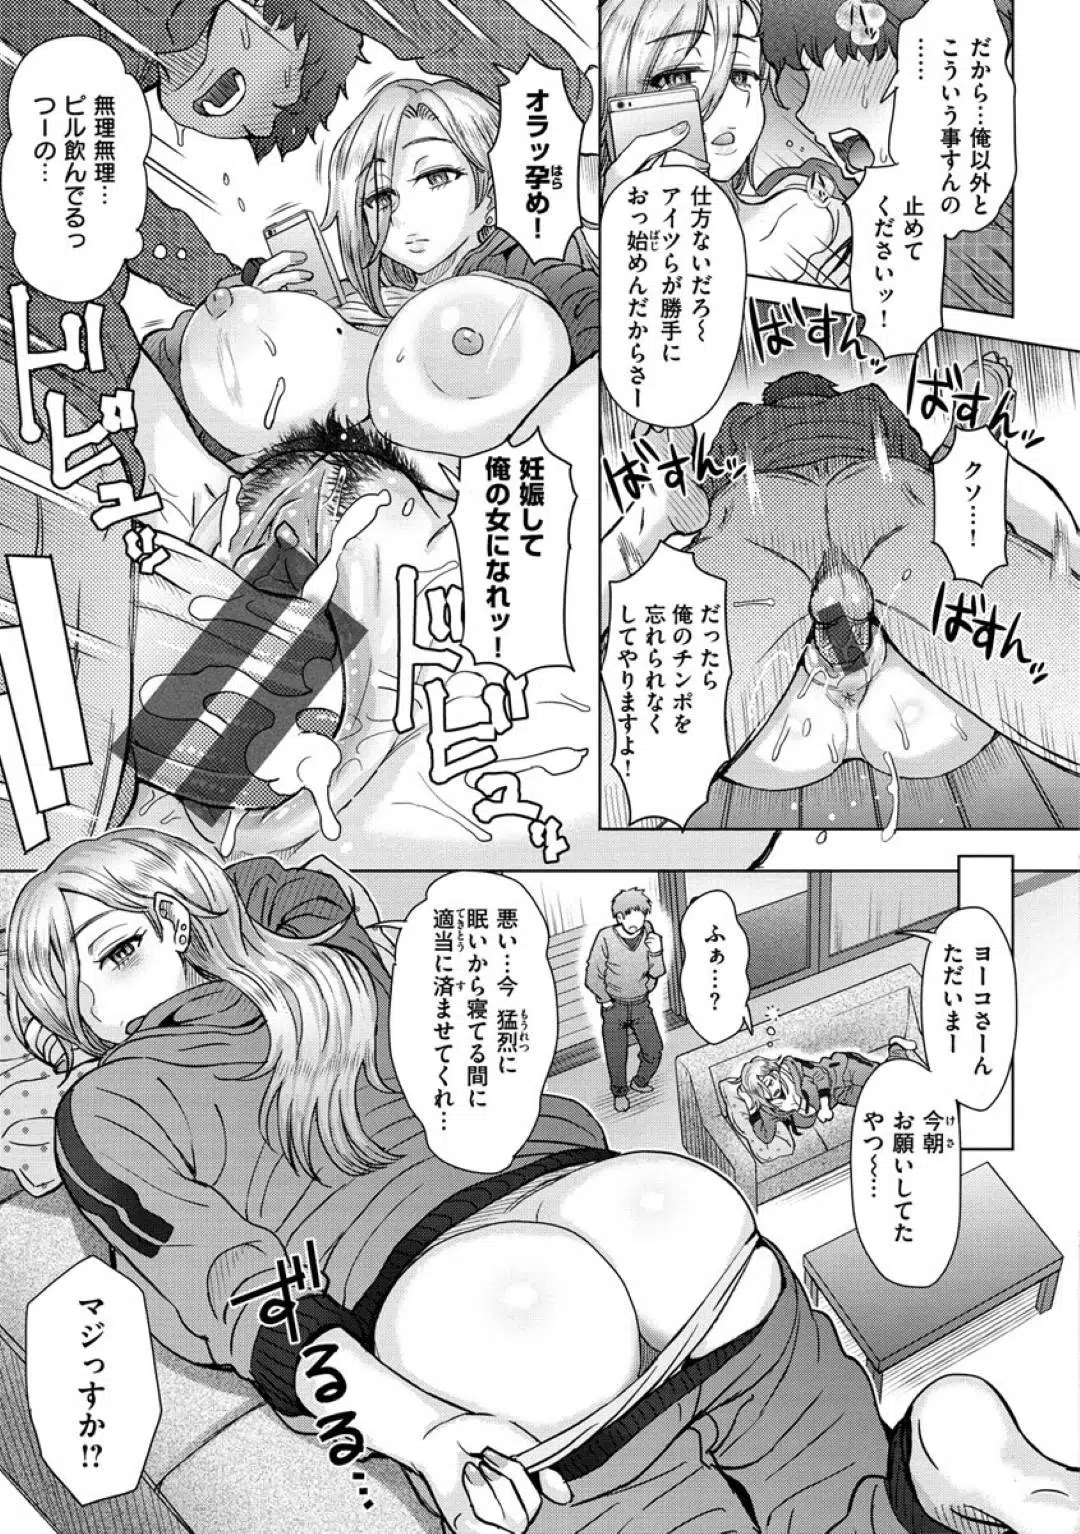 だから…俺以外と
こういう事すんの
……
止めて
くださいッ！
仕方ないだろ〜
アイツらが勝手に
おっ始めんだからさー
ばすんッ
ばすんッ
ばすんッ
ばすんッ
クソ…！
だったら
俺のチンポを
忘れられなく
してやりますよ！
オラッ孕め！
無理無理…
ピル飲んでるっ
つーの…
妊娠して
俺の女になれッ！
ドビュ
ドビュッ
ヨーコさーん
ただいまー
今朝
お願いしてた
やつ〜…
ふぁ…？
悪い…今 猛烈に
眠いから寝てる間に
適当に済ませてくれ…
ずるる…
マジっすか!?